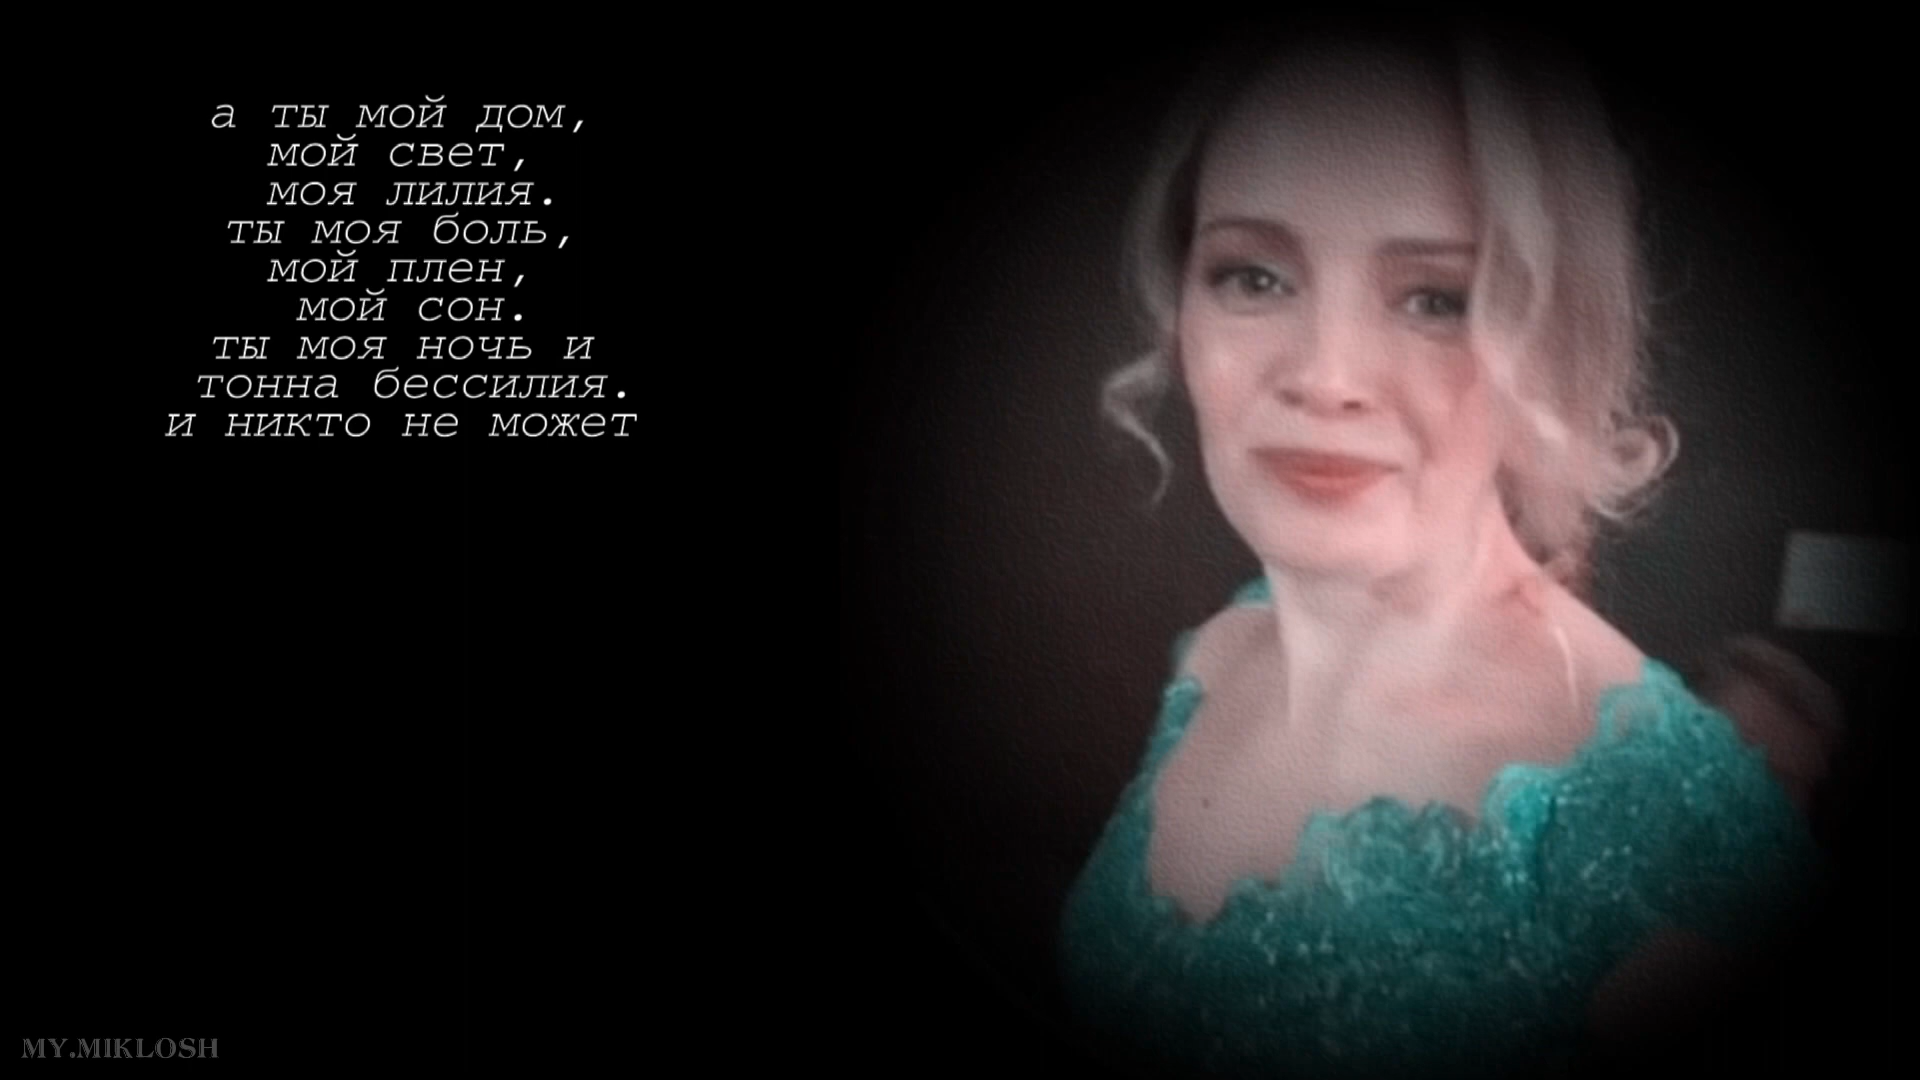 а ты мой дом,
мой свет,
моя лилия.
ты моя боль,
мой плен,
мой сон.
ты моя ночь и
тонна бессилия.
и никто не может
MY.MIKLOSH